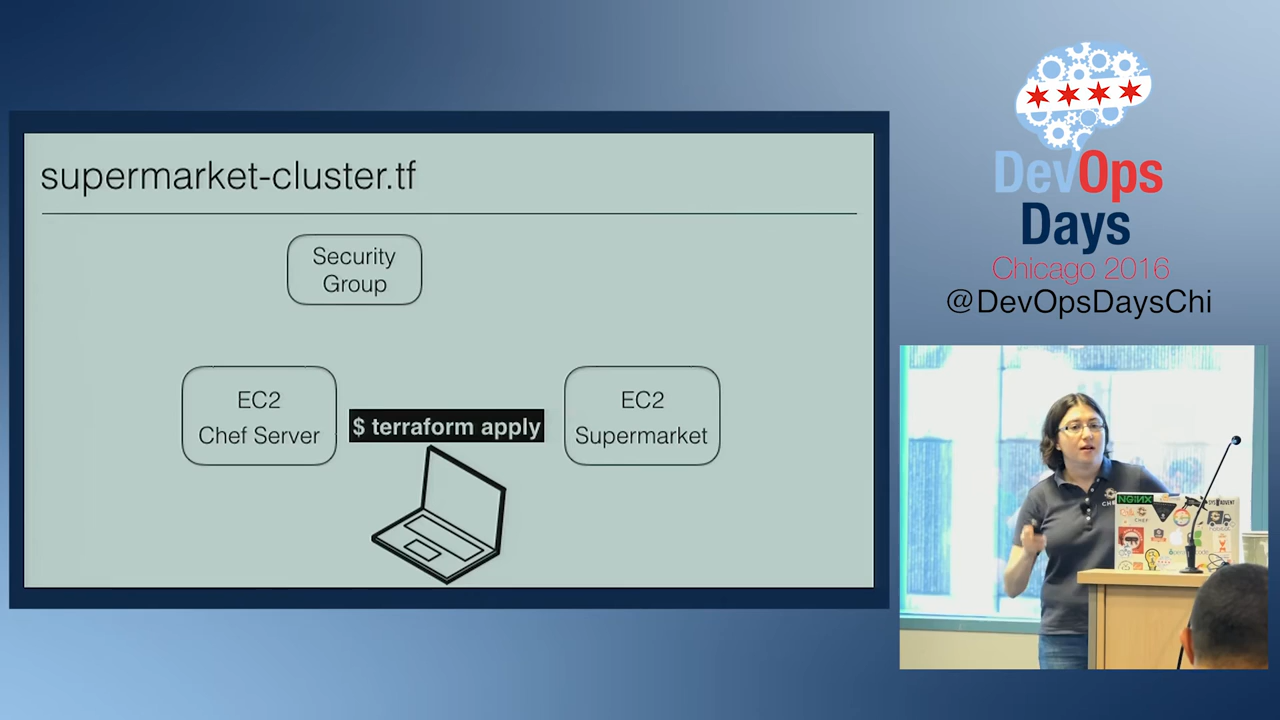 supermarket-cluster.tf
Security
Group
EC2
Chef Server
$ terraform apply
EC2
Supermarket
DevOps
Days
Chicago 2016
@DevOpsDaysChi
NGINX
CHEF